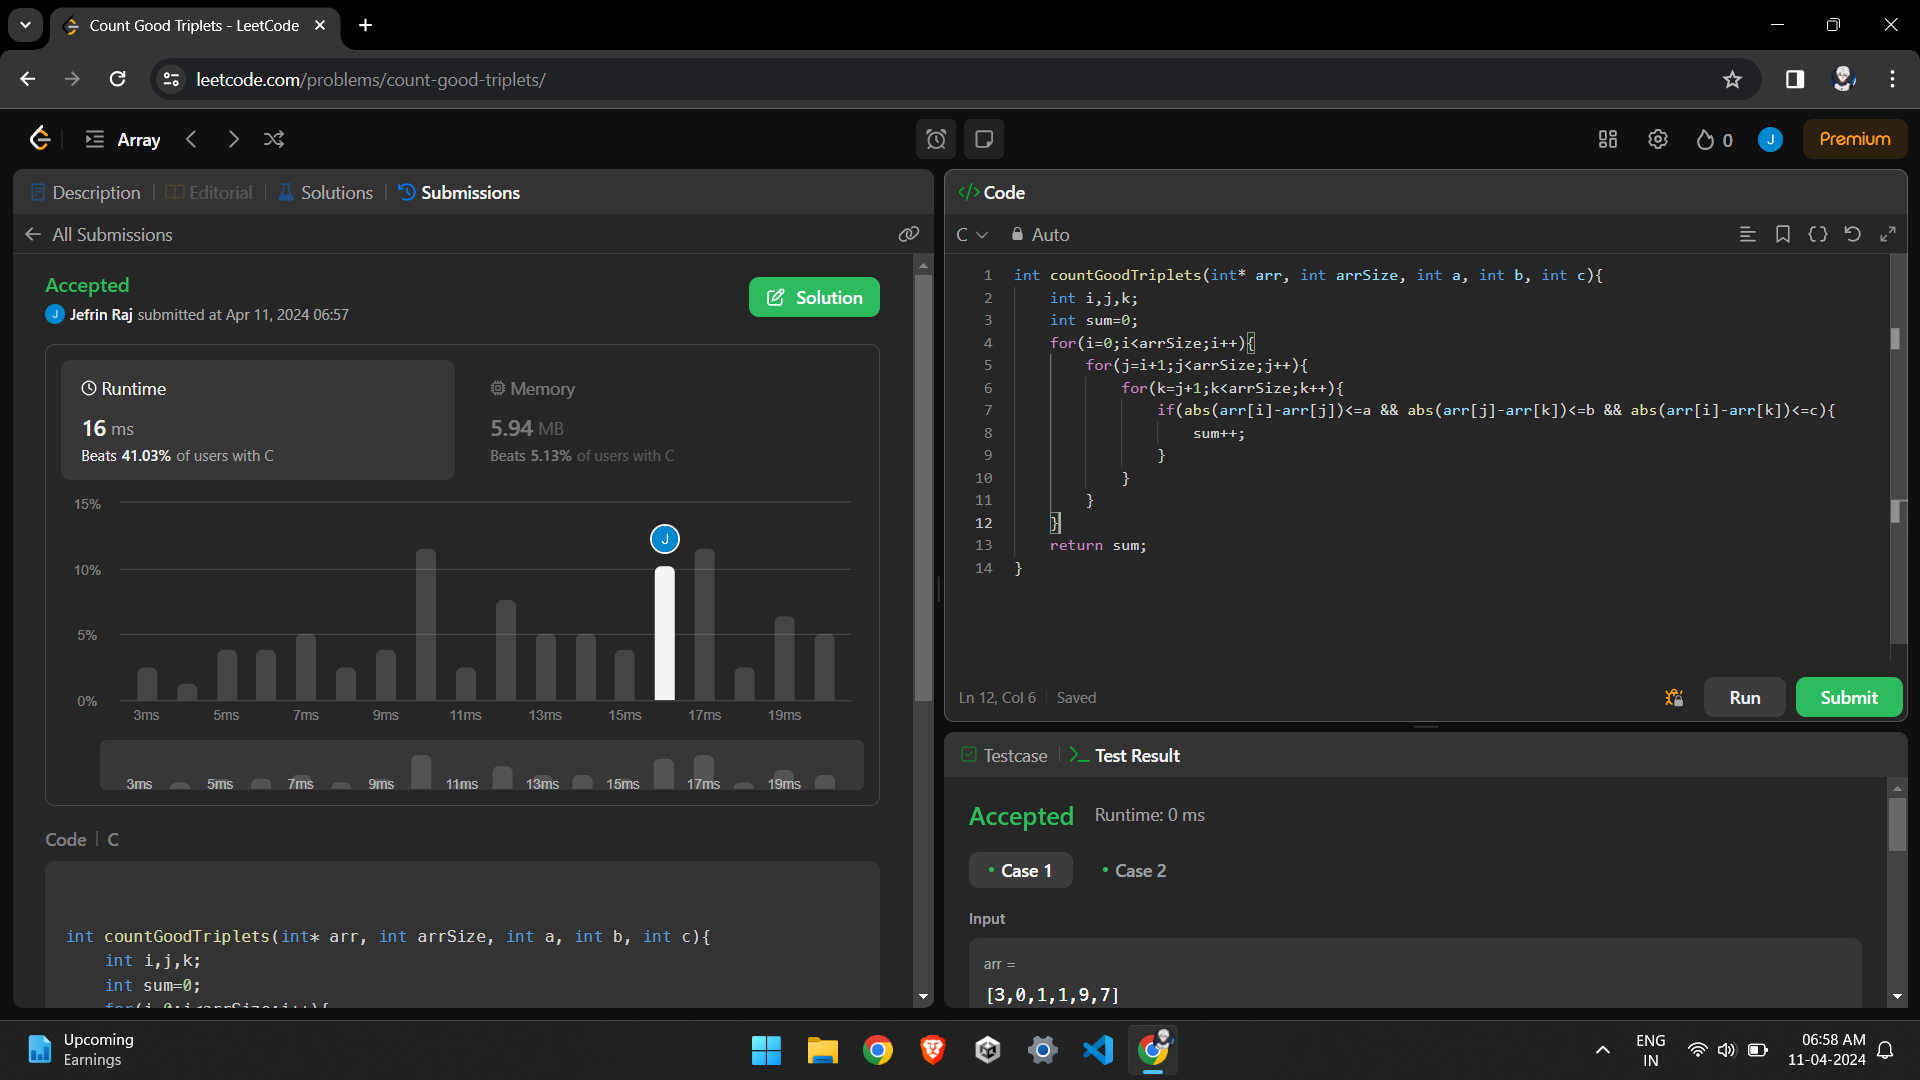 Count Good Triplets - LeetCode
leetcode.com/problems/count-good-triplets/
Array
0
J
Premium
Description
Editorial
Solutions
Submissions
All Submissions
Accepted
J Jefrin Raj submitted at Apr 11, 2024 06:57
Solution
Runtime
16 ms
Beats 41.03% of users with C
Memory
5.94 MB
Beats 5.13% of users with C
15%
10%
5%
0%
J
3ms 5ms 7ms 9ms 11ms 13ms 15ms 17ms 19ms
3ms 5ms 7ms 9ms 11ms 13ms 15ms 17ms 19ms
Code | C
int countGoodTriplets(int* arr, int arrSize, int a, int b, int c){
int i,j,k;
int sum=0;
for(i=0;i<arrSize;i++){
</> Code
C
Auto
1 int countGoodTriplets(int* arr, int arrSize, int a, int b, int c){
2 int i,j,k;
3 int sum=0;
4 for(i=0;i<arrSize;i++){
5 for(j=i+1;j<arrSize;j++){
6 for(k=j+1;k<arrSize;k++){
7 if(abs(arr[i]-arr[j])<=a && abs(arr[j]-arr[k])<=b && abs(arr[i]-arr[k])<=c){
8 sum++;
9 }
10 }
11 }
12 }
13 return sum;
14 }
Ln 12, Col 6
Saved
Run
Submit
Testcase
Test Result
Accepted
Runtime: 0 ms
Case 1
Case 2
Input
arr =
[3,0,1,1,9,7]
Upcoming
Earnings
ENG
IN
06:58 AM
11-04-2024